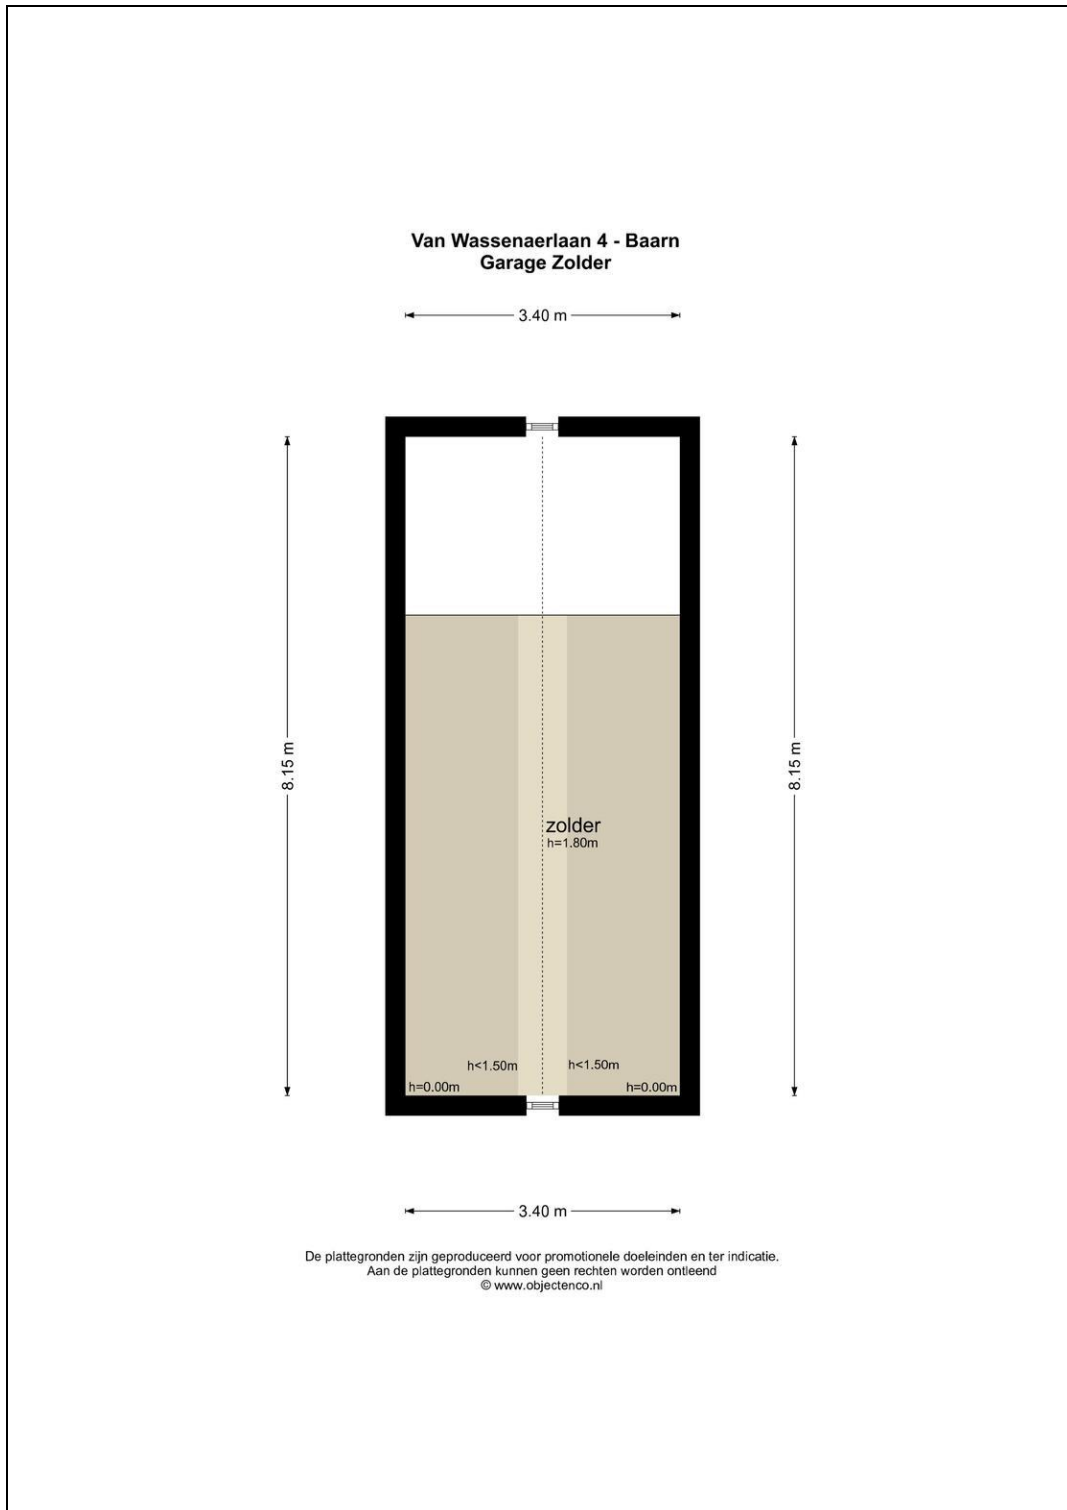 Van Wassenaerlaan 4 - Baarn
Garage Zolder
3.40 m
8.15 m
8.15 m
zolder
h=1.80m
h<1.50m
h<1.50m
h=0.00m
h=0.00m
3.40 m
De plattegronden zijn geproduceerd voor promotionele doeleinden en ter indicatie.
Aan de plattegronden kunnen geen rechten worden ontleend
© www.objectenco.nl